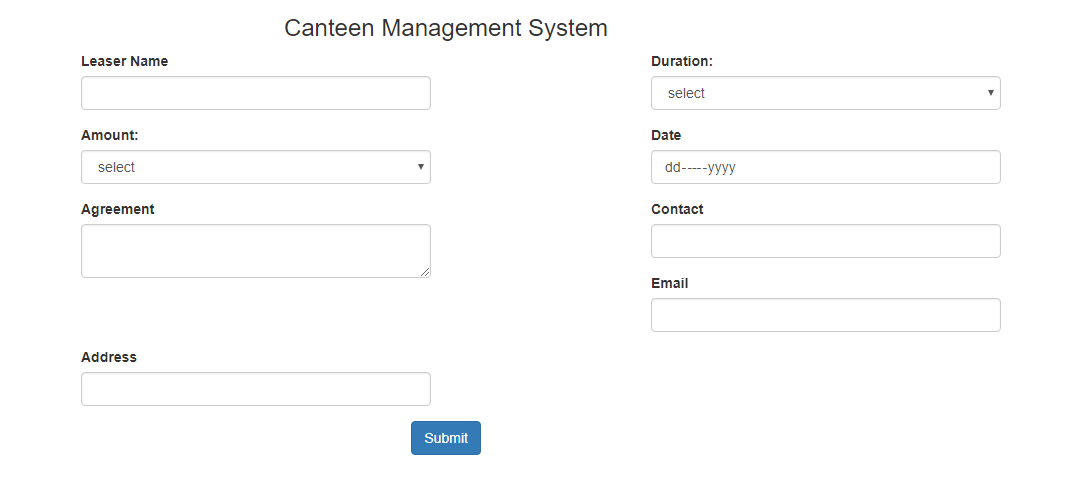 Canteen Management System
Leaser Name
Duration:
select
Amount:
Date
select
dd-----yyyy
Agreement
Contact
Email
Address
Submit